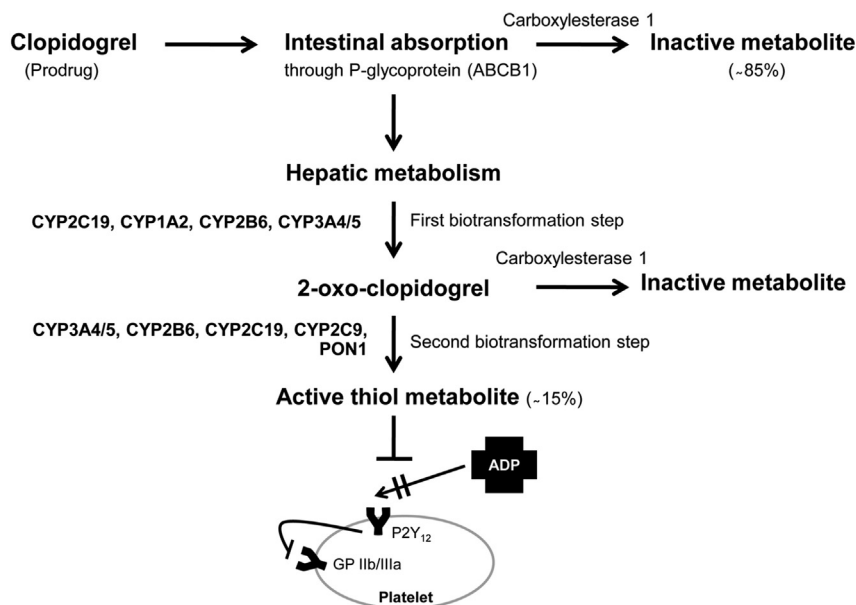 Carboxylesterase 1
Clopidogrel
Intestinal absorption
Inactive metabolite
(Prodrug)
through P-glycoprotein (ABCB1)
(~85%)
Hepatic metabolism
CYP2C19, CYP1A2, CYP2B6, CYP3A4/5
First biotransformation step
Carboxylesterase 1
2-oxo-clopidogrel
Inactive metabolite
CYP3A4/5, CYP2B6, CYP2C19, CYP2C9,
PON1
Second biotransformation step
Active thiol metabolite (~15%)
ADP
P2Y₁₂
GP IIb/IIIa
Platelet